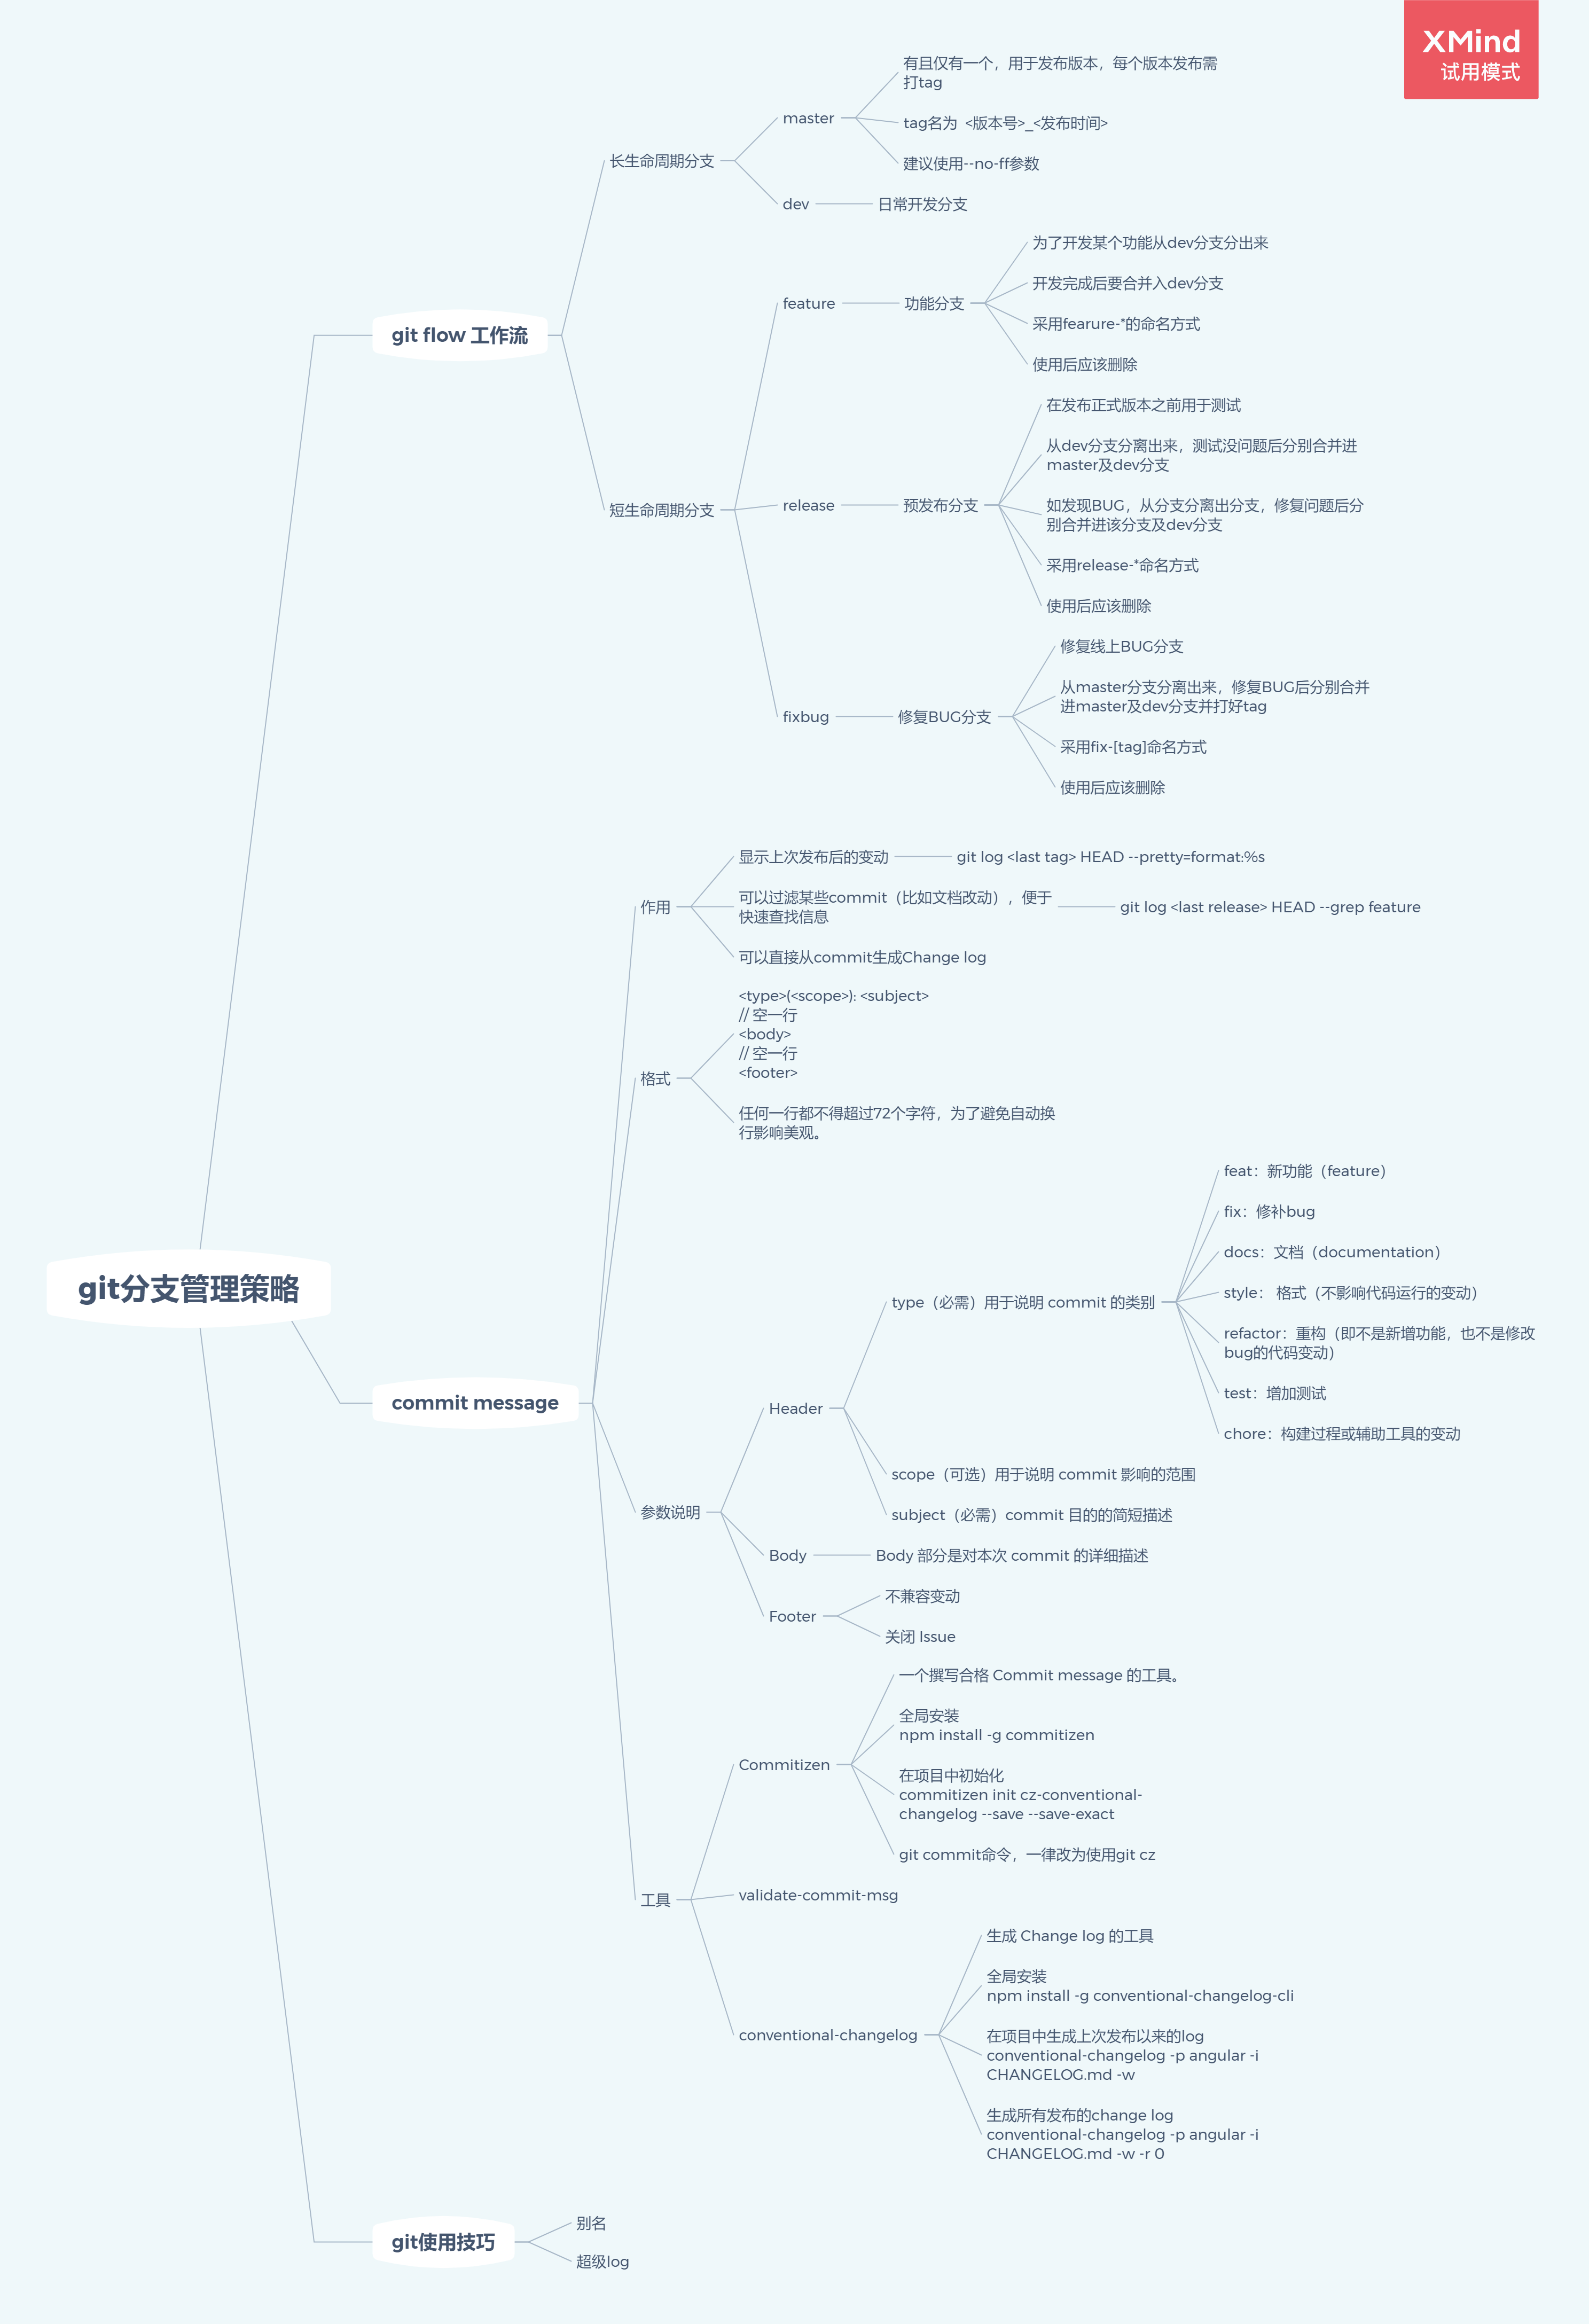 XMind
试用模式
git分支管理策略
git flow 工作流
长生命周期分支
master
有且仅有一个，用于发布版本，每个版本发布需
打tag
tag名为 <版本号>_<发布时间>
建议使用--no-ff参数
dev
日常开发分支
短生命周期分支
feature
功能分支
为了开发某个功能从dev分支分出来
开发完成后要合并入dev分支
采用fearure-*的命名方式
使用后应该删除
release
预发布分支
在发布正式版本之前用于测试
从dev分支分离出来，测试没问题后分别合并进
master及dev分支
如发现BUG，从分支分离出分支，修复问题后分
别合并进该分支及dev分支
采用release-*命名方式
使用后应该删除
fixbug
修复BUG分支
修复线上BUG分支
从master分支分离出来，修复BUG后分别合并
进master及dev分支并打好tag
采用fix-[tag]命名方式
使用后应该删除
commit message
作用
显示上次发布后的变动
git log <last tag> HEAD --pretty=format:%s
可以过滤某些commit（比如文档改动），便于
快速查找信息
git log <last release> HEAD --grep feature
可以直接从commit生成Change log
格式
<type>(<scope>): <subject>
// 空一行
<body>
// 空一行
<footer>
任何一行都不得超过72个字符，为了避免自动换
行影响美观。
参数说明
Header
type（必需）用于说明 commit 的类别
feat：新功能（feature）
fix：修补bug
docs：文档（documentation）
style： 格式（不影响代码运行的变动）
refactor：重构（即不是新增功能，也不是修改
bug的代码变动）
test：增加测试
chore：构建过程或辅助工具的变动
scope（可选）用于说明 commit 影响的范围
subject（必需）commit 目的的简短描述
Body
Body 部分是对本次 commit 的详细描述
Footer
不兼容变动
关闭 Issue
工具
Commitizen
一个撰写合格 Commit message 的工具。
全局安装
npm install -g commitizen
在项目中初始化
commitizen init cz-conventional-
changelog --save --save-exact
git commit命令，一律改为使用git cz
validate-commit-msg
conventional-changelog
生成 Change log 的工具
全局安装
npm install -g conventional-changelog-cli
在项目中生成上次发布以来的log
conventional-changelog -p angular -i
CHANGELOG.md -w
生成所有发布的change log
conventional-changelog -p angular -i
CHANGELOG.md -w -r 0
git使用技巧
别名
超级log